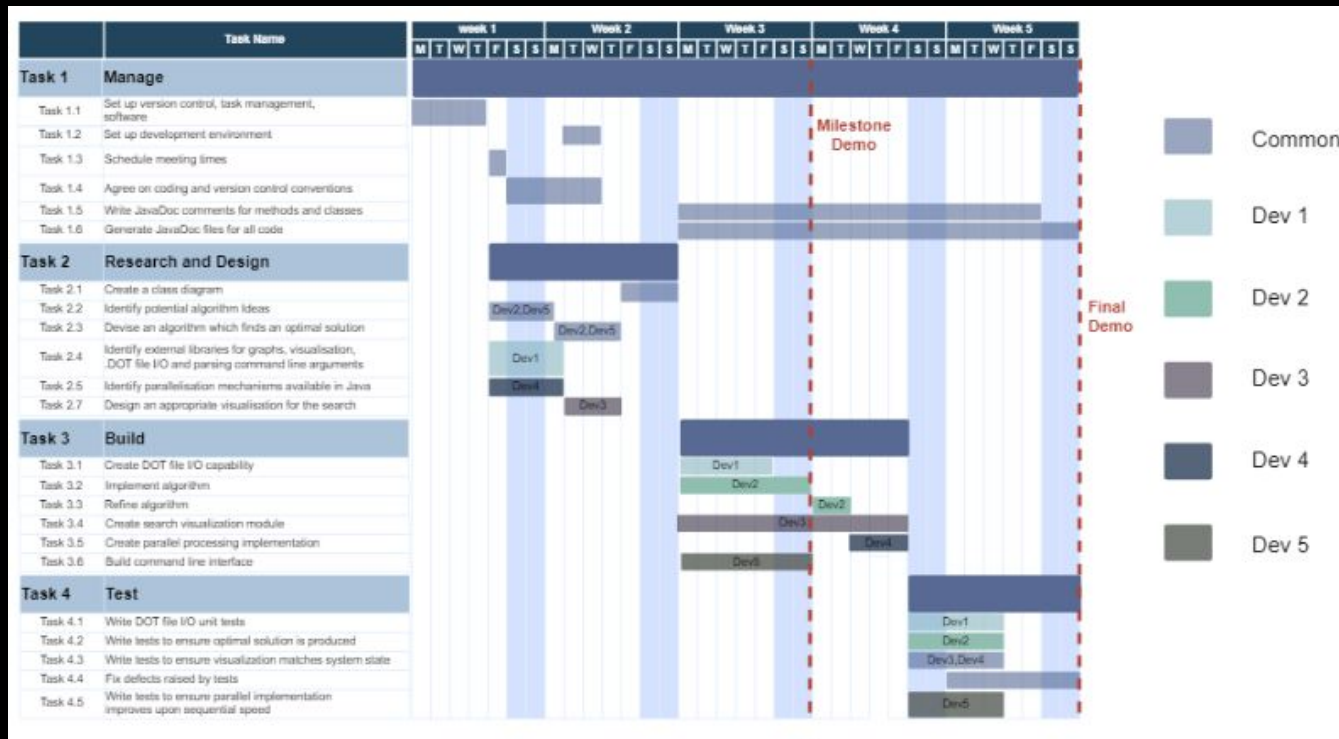 Task Name
week 1 Week 2 Week 3 Week 4 Week 5
M T W T F S S M T W T F S S M T W T F S S M T W T F S S M T W T F S S
Task 1 Manage
Task 1.1 Set up version control, task management,
software
Task 1.2 Set up development environment
Milestone
Demo
Task 1.3 Schedule meeting times
Task 1.4 Agree on coding and version control conventions
Task 1.5 Write JavaDoc comments for methods and classes
Task 1.6 Generate JavaDoc files for all code
Task 2 Research and Design
Task 2.1 Create a class diagram
Task 2.2 Identify potential algorithm Ideas Dev2,Dev5
Task 2.3 Devise an algorithm which finds an optimal solution Dev2,Dev5
Final
Demo
Task 2.4 Identify external libraries for graphs, visualisation,
.DOT file I/O and parsing command line arguments Dev1
Task 2.5 Identify parallelisation mechanisms available in Java Dev4
Task 2.7 Design an appropriate visualisation for the search Dev3
Task 3 Build
Task 3.1 Create DOT file I/O capability Dev1
Task 3.2 Implement algorithm Dev2
Task 3.3 Refine algorithm Dev2
Task 3.4 Create search visualization module Dev3
Task 3.5 Create parallel processing implementation Dev4
Task 3.6 Build command line interface Dev5
Task 4 Test
Task 4.1 Write DOT file I/O unit tests Dev1
Task 4.2 Write tests to ensure optimal solution is produced Dev2
Task 4.3 Write tests to ensure visualization matches system state Dev3,Dev4
Task 4.4 Fix defects raised by tests
Task 4.5 Write tests to ensure parallel implementation
improves upon sequential speed Dev5
Common
Dev 1
Dev 2
Dev 3
Dev 4
Dev 5